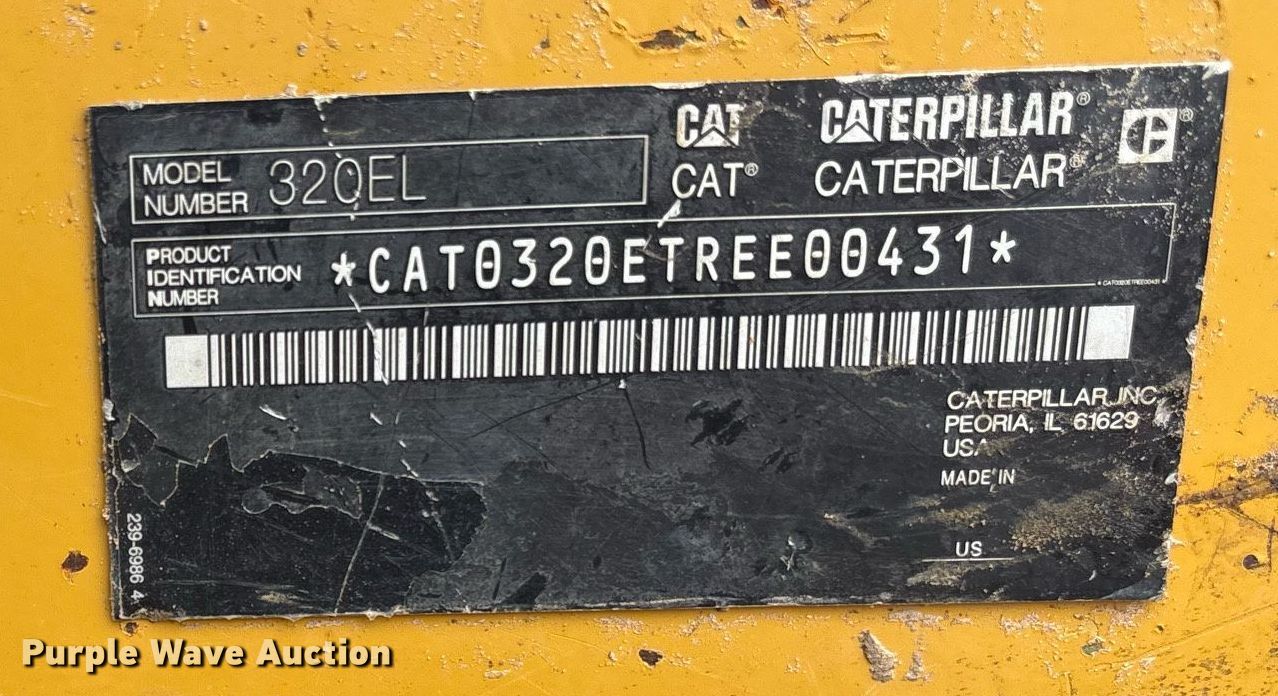 CAT CATERPILLAR®
CAT® CATERPILLAR®
MODEL NUMBER 320EL
PRODUCT IDENTIFICATION NUMBER *CAT0320ETREE00431*
*CAT0320ETREE00431*
CATERPILLAR INC
PEORIA, IL 61629
USA
MADE IN
US
239-6986 4
Purple Wave Auction